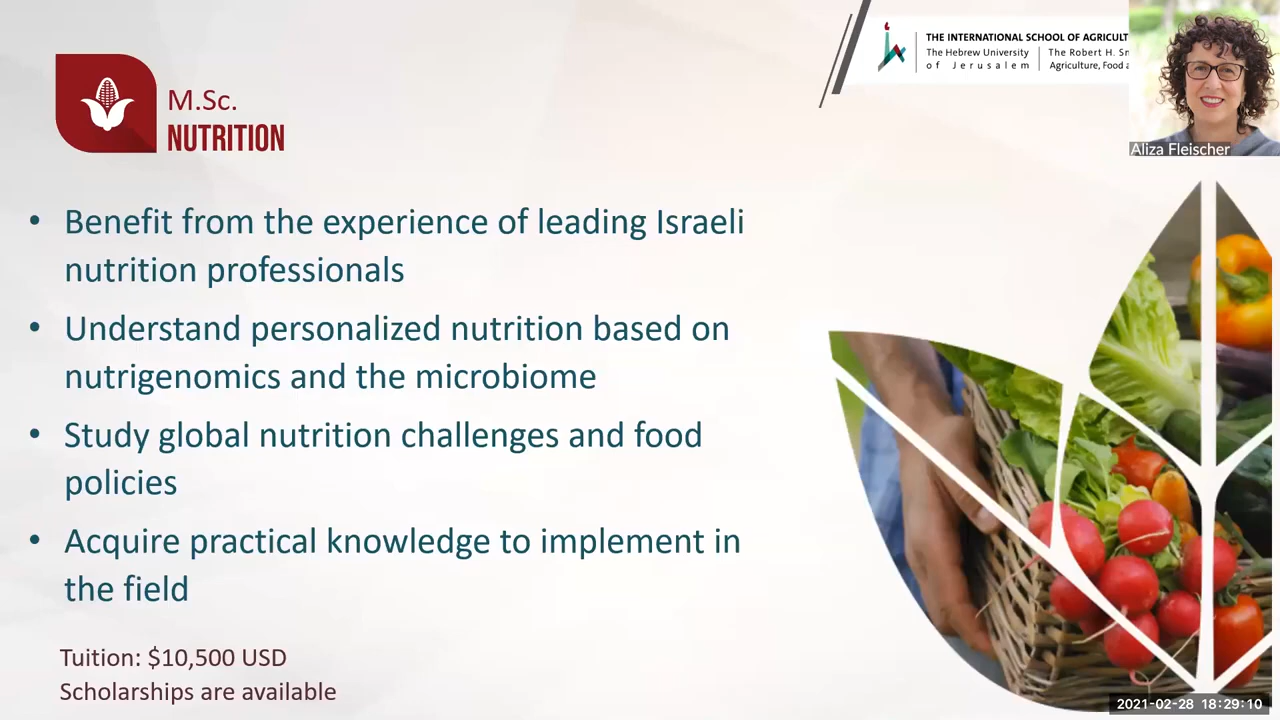 THE INTERNATIONAL SCHOOL OF AGRICULT
The Hebrew University
of Jerusalem
The Robert H. Sm
Agriculture, Food a
Aliza Fleischer
M.Sc.
NUTRITION
• Benefit from the experience of leading Israeli
nutrition professionals
• Understand personalized nutrition based on
nutrigenomics and the microbiome
• Study global nutrition challenges and food
policies
• Acquire practical knowledge to implement in
the field
Tuition: $10,500 USD
Scholarships are available
2021-02-28 18:29:10